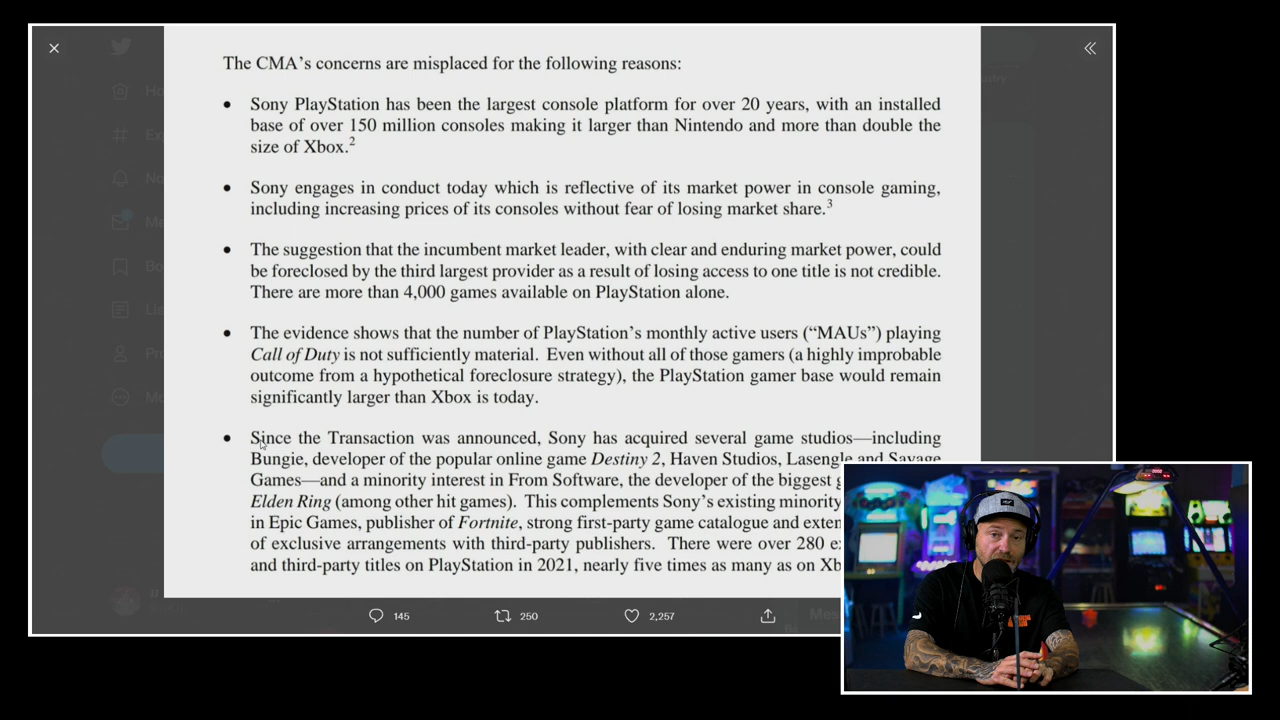 The CMA's concerns are misplaced for the following reasons:
• Sony PlayStation has been the largest console platform for over 20 years, with an installed
base of over 150 million consoles making it larger than Nintendo and more than double the
size of Xbox.2
• Sony engages in conduct today which is reflective of its market power in console gaming,
including increasing prices of its consoles without fear of losing market share.3
• The suggestion that the incumbent market leader, with clear and enduring market power, could
be foreclosed by the third largest provider as a result of losing access to one title is not credible.
There are more than 4,000 games available on PlayStation alone.
• The evidence shows that the number of PlayStation's monthly active users (“MAUs”) playing
Call of Duty is not sufficiently material. Even without all of those gamers (a highly improbable
outcome from a hypothetical foreclosure strategy), the PlayStation gamer base would remain
significantly larger than Xbox is today.
• Since the Transaction was announced, Sony has acquired several game studios—including
Bungie, developer of the popular online game Destiny 2, Haven Studios, Lasengle and Savage
Games—and a minority interest in From Software, the developer of the biggest
Elden Ring (among other hit games). This complements Sony's existing minority
in Epic Games, publisher of Fortnite, strong first-party game catalogue and exten
of exclusive arrangements with third-party publishers. There were over 280
and third-party titles on PlayStation in 2021, nearly five times as many as on Xb
145 250 2,257